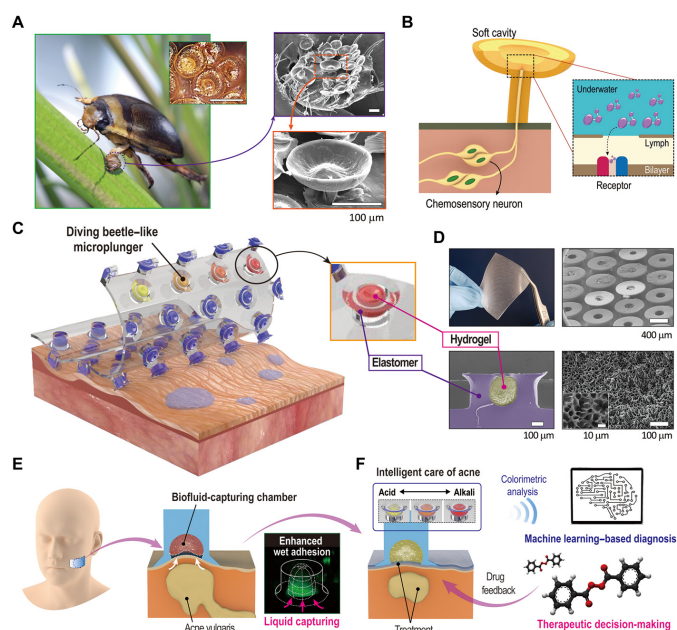 A
100 μm
B
Soft cavity
Underwater
Lymph
Bilayer
Receptor
Chemosensory neuron
C
Diving beetle–like
microplunger
Hydrogel
Elastomer
D
400 μm
100 μm
10 μm
100 μm
E
Biofluid-capturing chamber
Enhanced
wet adhesion
Liquid capturing
Acne vulgaris
F
Intelligent care of acne
Acid
Alkali
Colorimetric
analysis
Machine learning–based diagnosis
Drug
feedback
Treatment
Therapeutic decision-making